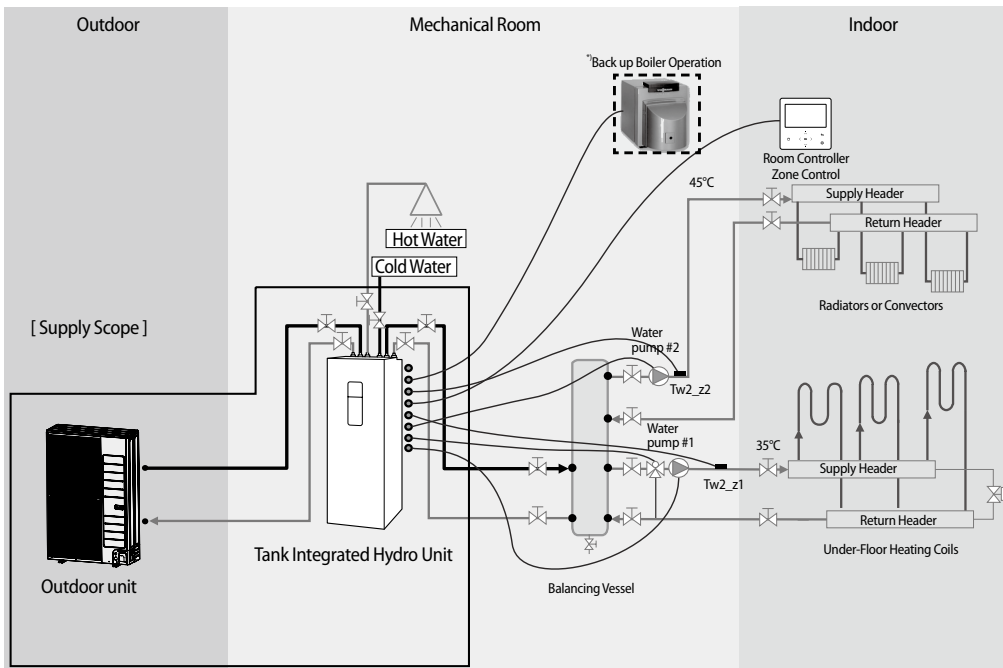 Outdoor
Mechanical Room
Indoor
*)Back up Boiler Operation
Room Controller
Zone Control
45°C
Supply Header
Return Header
Hot Water
Cold Water
Radiators or Convectors
[ Supply Scope ]
Water
pump #2
Tw2_z2
Water
pump #1
35°C
Supply Header
Tw2_z1
Return Header
Tank Integrated Hydro Unit
Under-Floor Heating Coils
Outdoor unit
Balancing Vessel